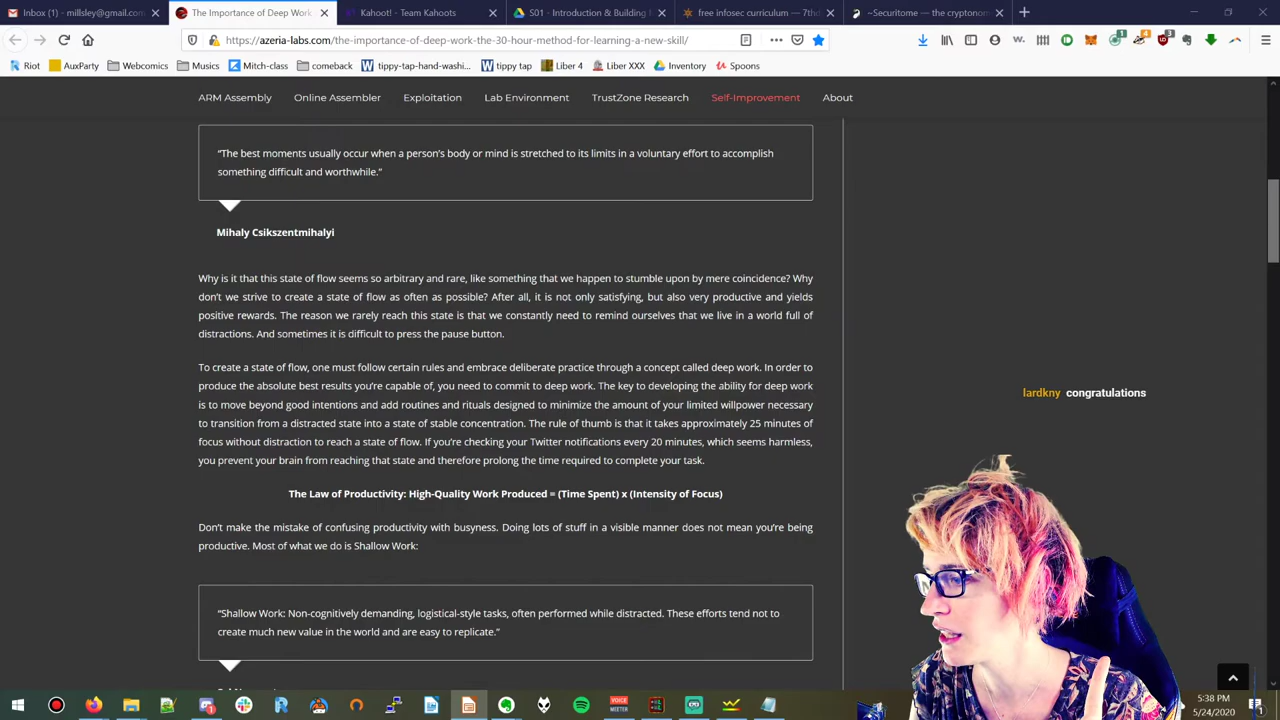 Inbox (1) - millsley@gmail.com
The Importance of Deep Work
Kahoot! - Team Kahoots
S01 - Introduction & Building
free infosec curriculum — 7thd
~Securitome — the cryptonom
https://azeria-labs.com/the-importance-of-deep-work-the-30-hour-method-for-learning-a-new-skill/
Riot AuxParty Webcomics Musics Mitch-class comeback tippy-tap-hand-washi... tippy tap Liber 4 Liber XXX Inventory Spoons
ARM Assembly Online Assembler Exploitation Lab Environment TrustZone Research Self-Improvement About
“The best moments usually occur when a person’s body or mind is stretched to its limits in a voluntary effort to accomplish
something difficult and worthwhile.”
Mihaly Csikszentmihalyi
Why is it that this state of flow seems so arbitrary and rare, like something that we happen to stumble upon by mere coincidence? Why
don’t we strive to create a state of flow as often as possible? After all, it is not only satisfying, but also very productive and yields
positive rewards. The reason we rarely reach this state is that we constantly need to remind ourselves that we live in a world full of
distractions. And sometimes it is difficult to press the pause button.
To create a state of flow, one must follow certain rules and embrace deliberate practice through a concept called deep work. In order to
produce the absolute best results you’re capable of, you need to commit to deep work. The key to developing the ability for deep work
is to move beyond good intentions and add routines and rituals designed to minimize the amount of your limited willpower necessary
to transition from a distracted state into a state of stable concentration. The rule of thumb is that it takes approximately 25 minutes of
focus without distraction to reach a state of flow. If you’re checking your Twitter notifications every 20 minutes, which seems harmless,
you prevent your brain from reaching that state and therefore prolong the time required to complete your task.
The Law of Productivity: High-Quality Work Produced = (Time Spent) x (Intensity of Focus)
Don’t make the mistake of confusing productivity with busyness. Doing lots of stuff in a visible manner does not mean you’re being
productive. Most of what we do is Shallow Work:
“Shallow Work: Non-cognitively demanding, logistical-style tasks, often performed while distracted. These efforts tend not to
create much new value in the world and are easy to replicate.”
lardkny congratulations
VOICE
MEETER
5:38 PM
5/24/2020